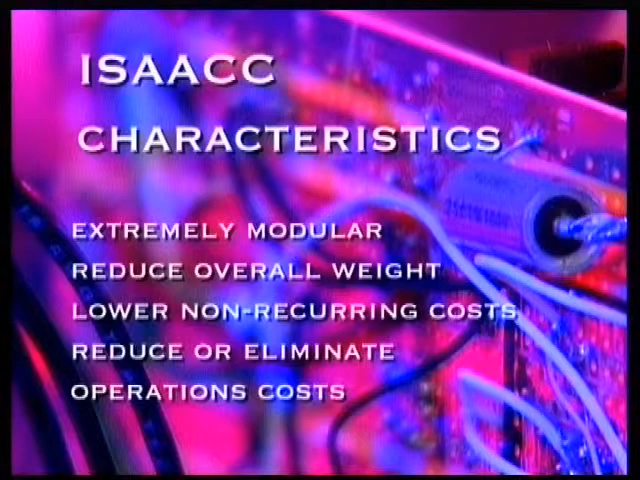 ISAACC
CHARACTERISTICS
EXTREMELY MODULAR
REDUCE OVERALL WEIGHT
LOWER NON-RECURRING COSTS
REDUCE OR ELIMINATE
OPERATIONS COSTS